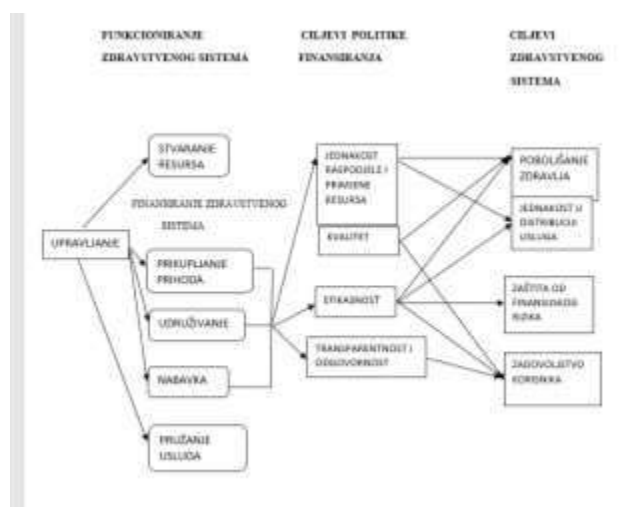 FUNKCIONIRANJE
ZDRAVSTVENOG SISTEMA
CILJEVI POLITIKE
FINANSIRANJA
CILJEVI
ZDRAVSTVENOG
SISTEMA
STVARANJE
RESURSA
FINANSIRANJE ZDRAVSTVENOG
SISTEMA
UPRAVLJANJE
PRIKUPLJANJE
PRIHODA
UDRUŽIVANJE
NABAVKA
PRUŽANJE
USLUGA
JEDNAKOST
RASPODJELE I
PRIMJENE
RESURSA
KVALITET
EFIKASNOST
TRANSPARENTNOST I
ODGOVORNOST
POBOLJŠANJE
ZDRAVLJA
JEDNAKOST U
DISTRIBUCIJI
USLUGA
ZAŠTITA OD
FINANSIJSKOG
RIZIKA
ZADOVOLJSTVO
KORISNIKA